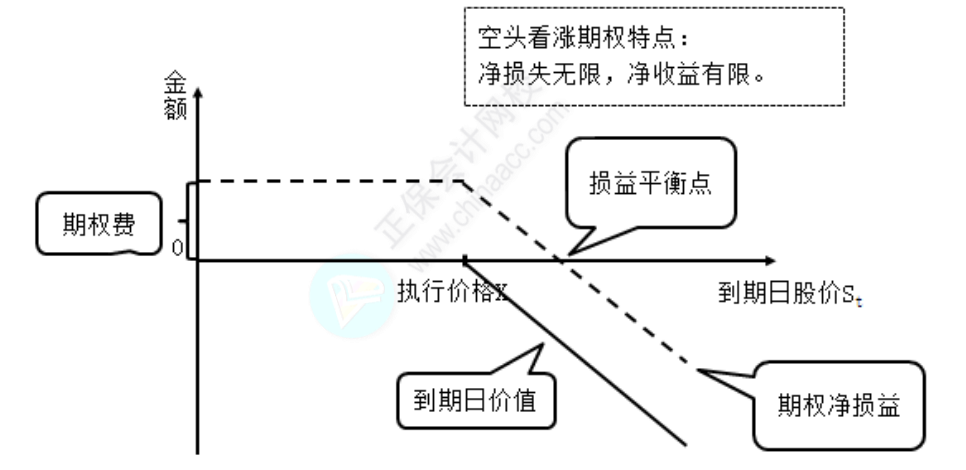 空头看涨期权特点：
净损失无限，净收益有限。
金
额
损益平衡点
期权费
0
执行价格X
到期日股价St
到期日价值
期权净损益
正保会计网校
www.chinaacc.com